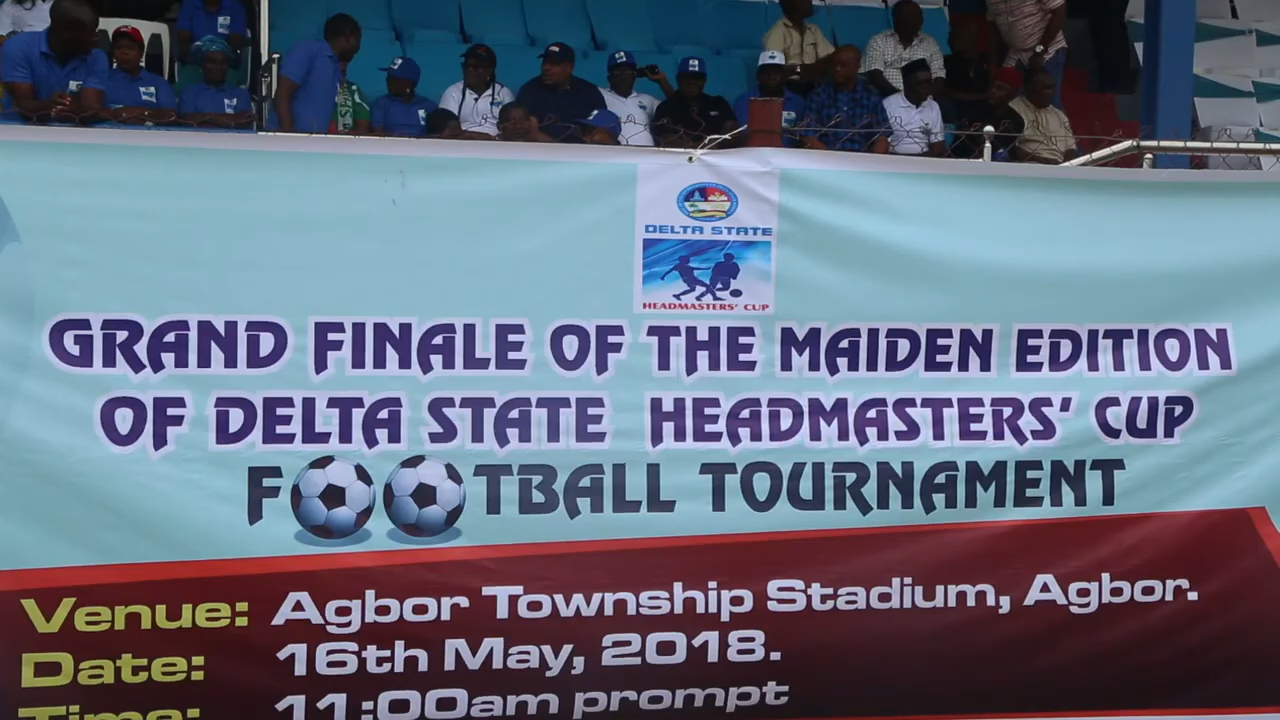 DELTA STATE
HEADMASTERS' CUP
GRAND FINALE OF THE MAIDEN EDITION
OF DELTA STATE HEADMASTERS' CUP
FOOTBALL TOURNAMENT
Venue: Agbor Township Stadium, Agbor.
Date: 16th May, 2018.
Time: 11:00am prompt